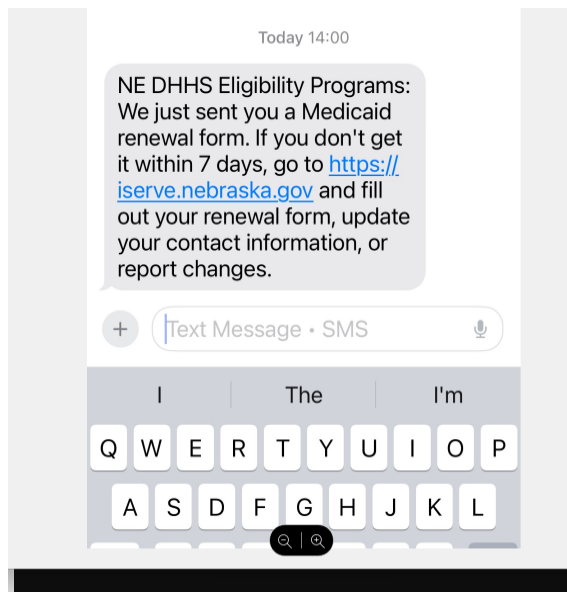 Today 14:00
NE DHHS Eligibility Programs:
We just sent you a Medicaid
renewal form. If you don't get
it within 7 days, go to https://
iserve.nebraska.gov and fill
out your renewal form, update
your contact information, or
report changes.
Text Message • SMS
I The I'm
Q W E R T Y U I O P
A S D F G H J K L